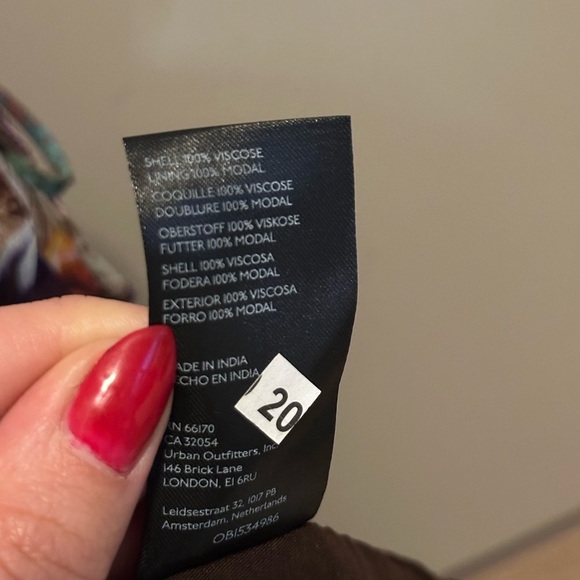 SHELL 100% VISCOSE
LINING 100% MODAL
COQUILLE 100% VISCOSE
DOUBLURE 100% MODAL
OBERSTOFF 100% VISKOSE
FUTTER 100% MODAL
SHELL 100% VISCOSA
FODERA 100% MODAL
EXTERIOR 100% VISCOSA
FORRO 100% MODAL
ADE IN INDIA
ECHO EN INDIA
20
RN 66170
CA 32054
Urban Outfitters, Inc
146 Brick Lane
LONDON, E1 6RU
Leidsestraat 32, 1017 PB
Amsterdam, Netherlands
OB1534986